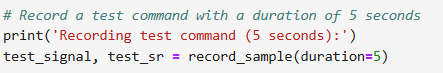 # Record a test command with a duration of 5 seconds
print('Recording test command (5 seconds):')
test_signal, test_sr = record_sample(duration=5)